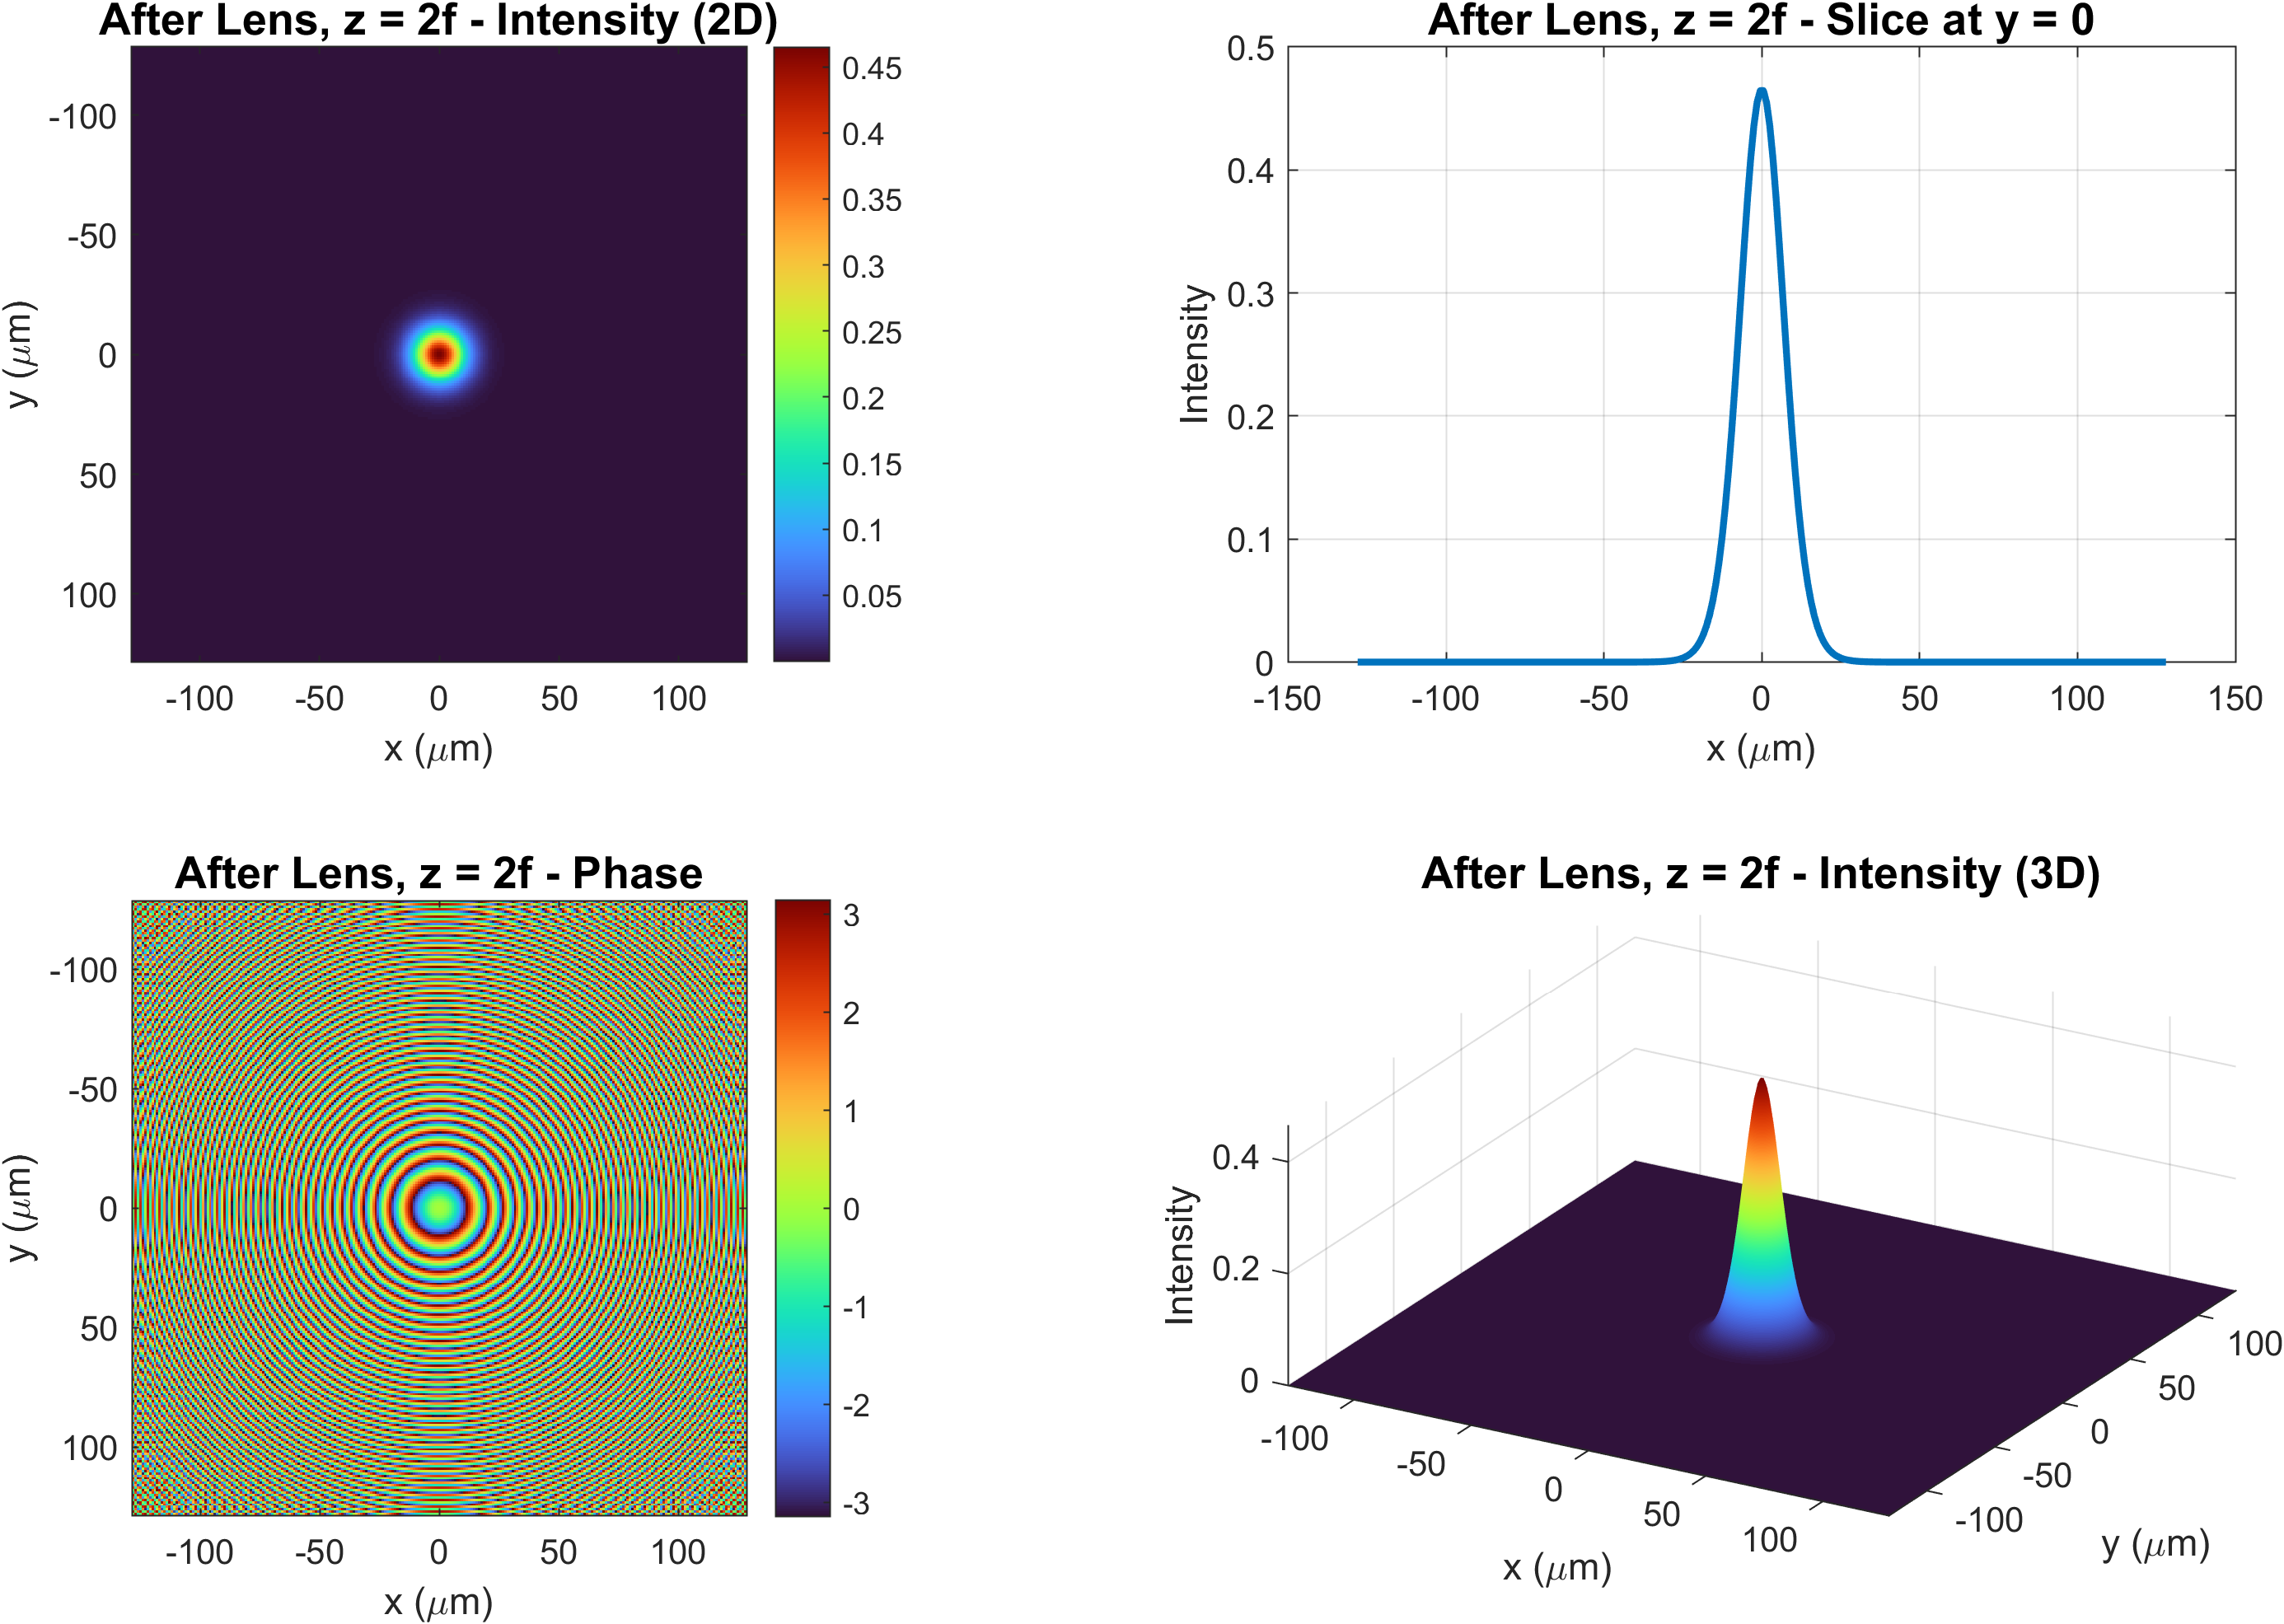 After Lens, z = 2f - Intensity (2D)
-100
-50
0
50
100
y (μm)
-100 -50 0 50 100
x (μm)
0.45
0.4
0.35
0.3
0.25
0.2
0.15
0.1
0.05
After Lens, z = 2f - Slice at y = 0
0.5
0.4
0.3
0.2
0.1
0
Intensity
-150 -100 -50 0 50 100 150
x (μm)
After Lens, z = 2f - Phase
-100
-50
0
50
100
y (μm)
-100 -50 0 50 100
x (μm)
3
2
1
0
-1
-2
-3
After Lens, z = 2f - Intensity (3D)
0.4
0.2
0
Intensity
-100
-50
0
50
100
x (μm)
100
50
0
-50
-100
y (μm)